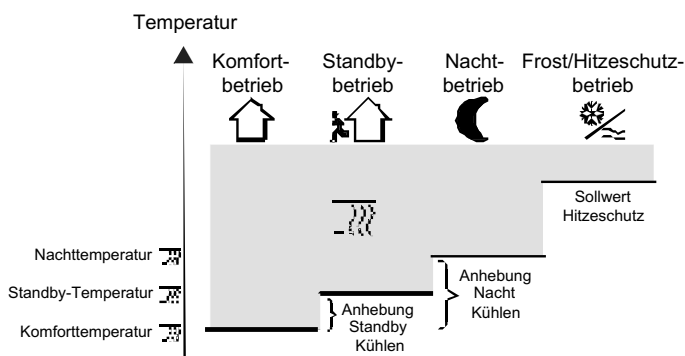 Temperatur
Komfort-
betrieb
Standby-
betrieb
Nacht-
betrieb
Frost/Hitzeschutz-
betrieb
Sollwert
Hitzeschutz
Nachttemperatur
Standby-Temperatur
Komforttemperatur
Anhebung
Standby
Kühlen
Anhebung
Nacht
Kühlen